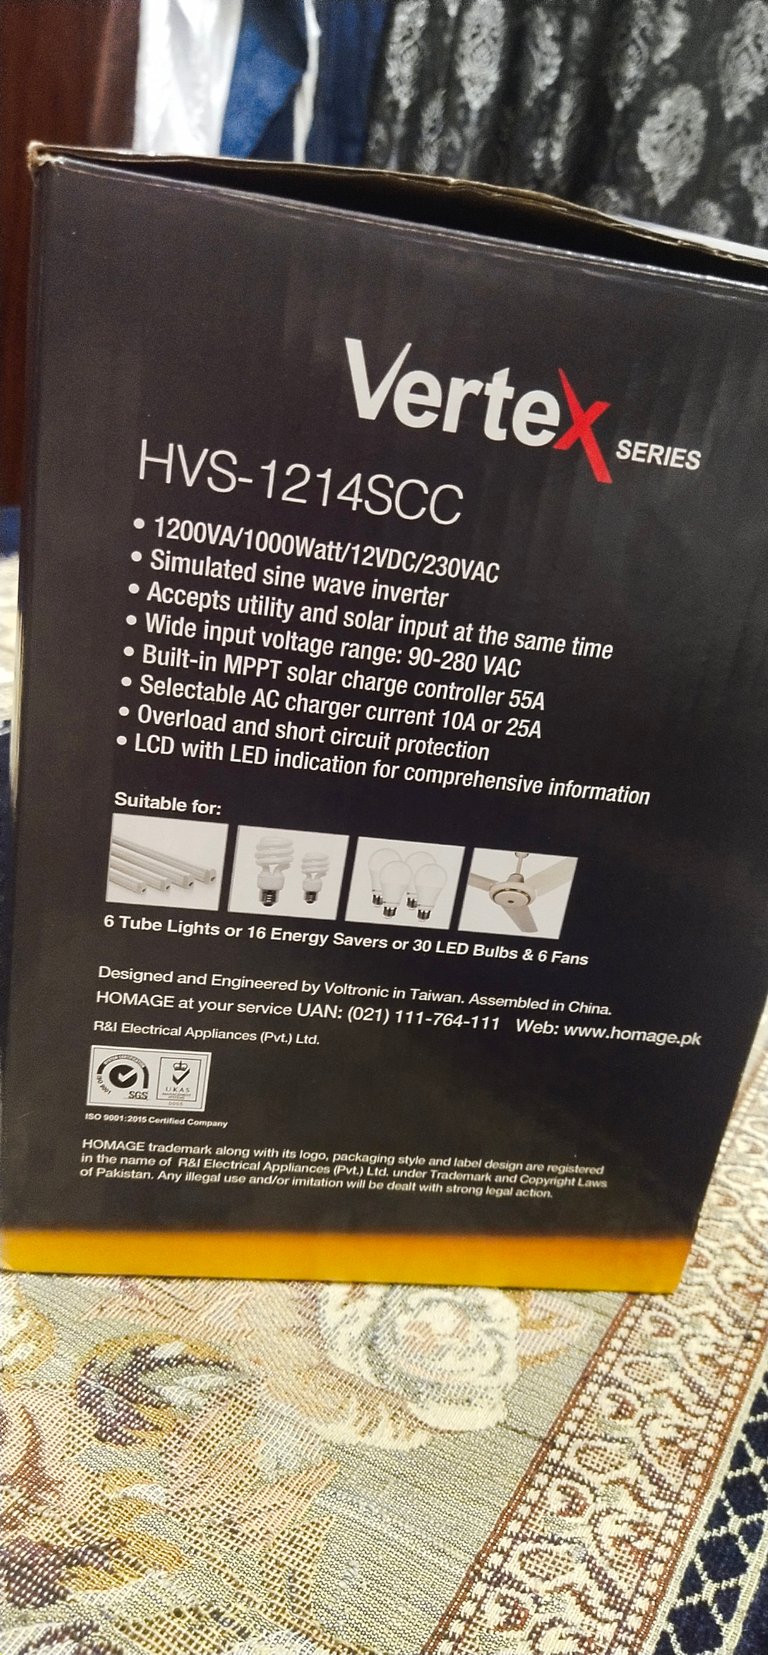 VerteX SERIES
HVS-1214SCC
• 1200VA/1000Watt/12VDC/230VAC
• Simulated sine wave inverter
• Accepts utility and solar input at the same time
• Wide input voltage range: 90-280 VAC
• Built-in MPPT solar charge controller 55A
• Selectable AC charger current 10A or 25A
• Overload and short circuit protection
• LCD with LED indication for comprehensive information
Suitable for:
6 Tube Lights or 16 Energy Savers or 30 LED Bulbs & 6 Fans
Designed and Engineered by Voltronic in Taiwan. Assembled in China.
HOMAGE at your service UAN: (021) 111-764-111 Web: www.homage.pk
R&I Electrical Appliances (Pvt.) Ltd.
ISO 9001
SGS
UKAS
ISO 9001:2015 Certified Company
HOMAGE trademark along with its logo, packaging style and label design are registered
in the name of R&I Electrical Appliances (Pvt.) Ltd. under Trademark and Copyright Laws
of Pakistan. Any illegal use and/or imitation will be dealt with strong legal action.